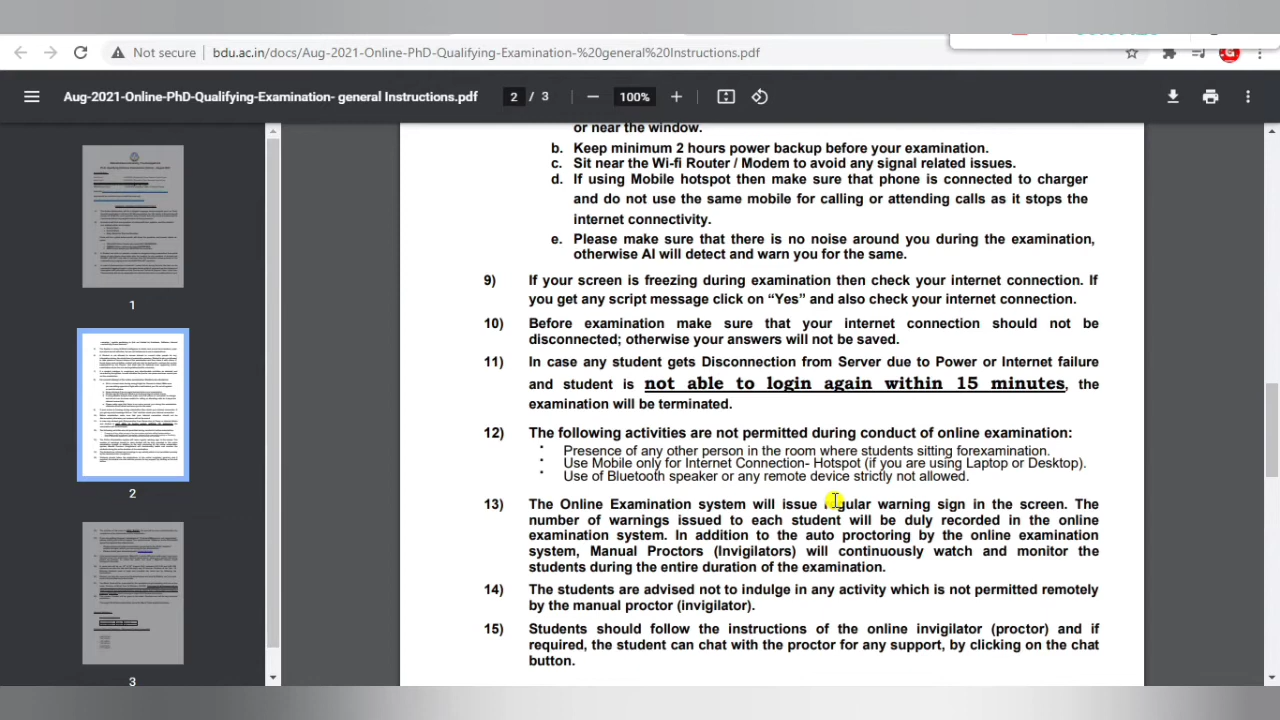 Not secure
bdu.ac.in/docs/Aug-2021-Online-PhD-Qualifying-Examination-%20general%20Instructions.pdf
Aug-2021-Online-PhD-Qualifying-Examination- general Instructions.pdf
2 / 3
100%
1
2
3
or near the window.
b. Keep minimum 2 hours power backup before your examination.
c. Sit near the Wi-fi Router / Modem to avoid any signal related issues.
d. If using Mobile hotspot then make sure that phone is connected to charger
and do not use the same mobile for calling or attending calls as it stops the
internet connectivity.
e. Please make sure that there is no noise around you during the examination,
otherwise AI will detect and warn you for the same.
9) If your screen is freezing during examination then check your internet connection. If
you get any script message click on “Yes” and also check your internet connection.
10) Before examination make sure that your internet connection should not be
disconnected; otherwise your answers will not be saved.
11) In case any student gets Disconnection from server due to Power or Internet failure
and student is not able to login again within 15 minutes, the
examination will be terminated.
12) The following activities are not permitted during conduct of online examination:
· Presence of any other person in the room where students sitting forexamination.
· Use Mobile only for Internet Connection- Hotspot (if you are using Laptop or Desktop).
· Use of Bluetooth speaker or any remote device strictly not allowed.
13) The Online Examination system will issue regular warning sign in the screen. The
number of warnings issued to each student will be duly recorded in the online
examination system. In addition to the auto proctoring by the online examination
system, Manual Proctors (Invigilators) will continuously watch and monitor the
students during the entire duration of the examination.
14) The students are advised not to indulge in any activity which is not permitted remotely
by the manual proctor (invigilator).
15) Students should follow the instructions of the online invigilator (proctor) and if
required, the student can chat with the proctor for any support, by clicking on the chat
button.